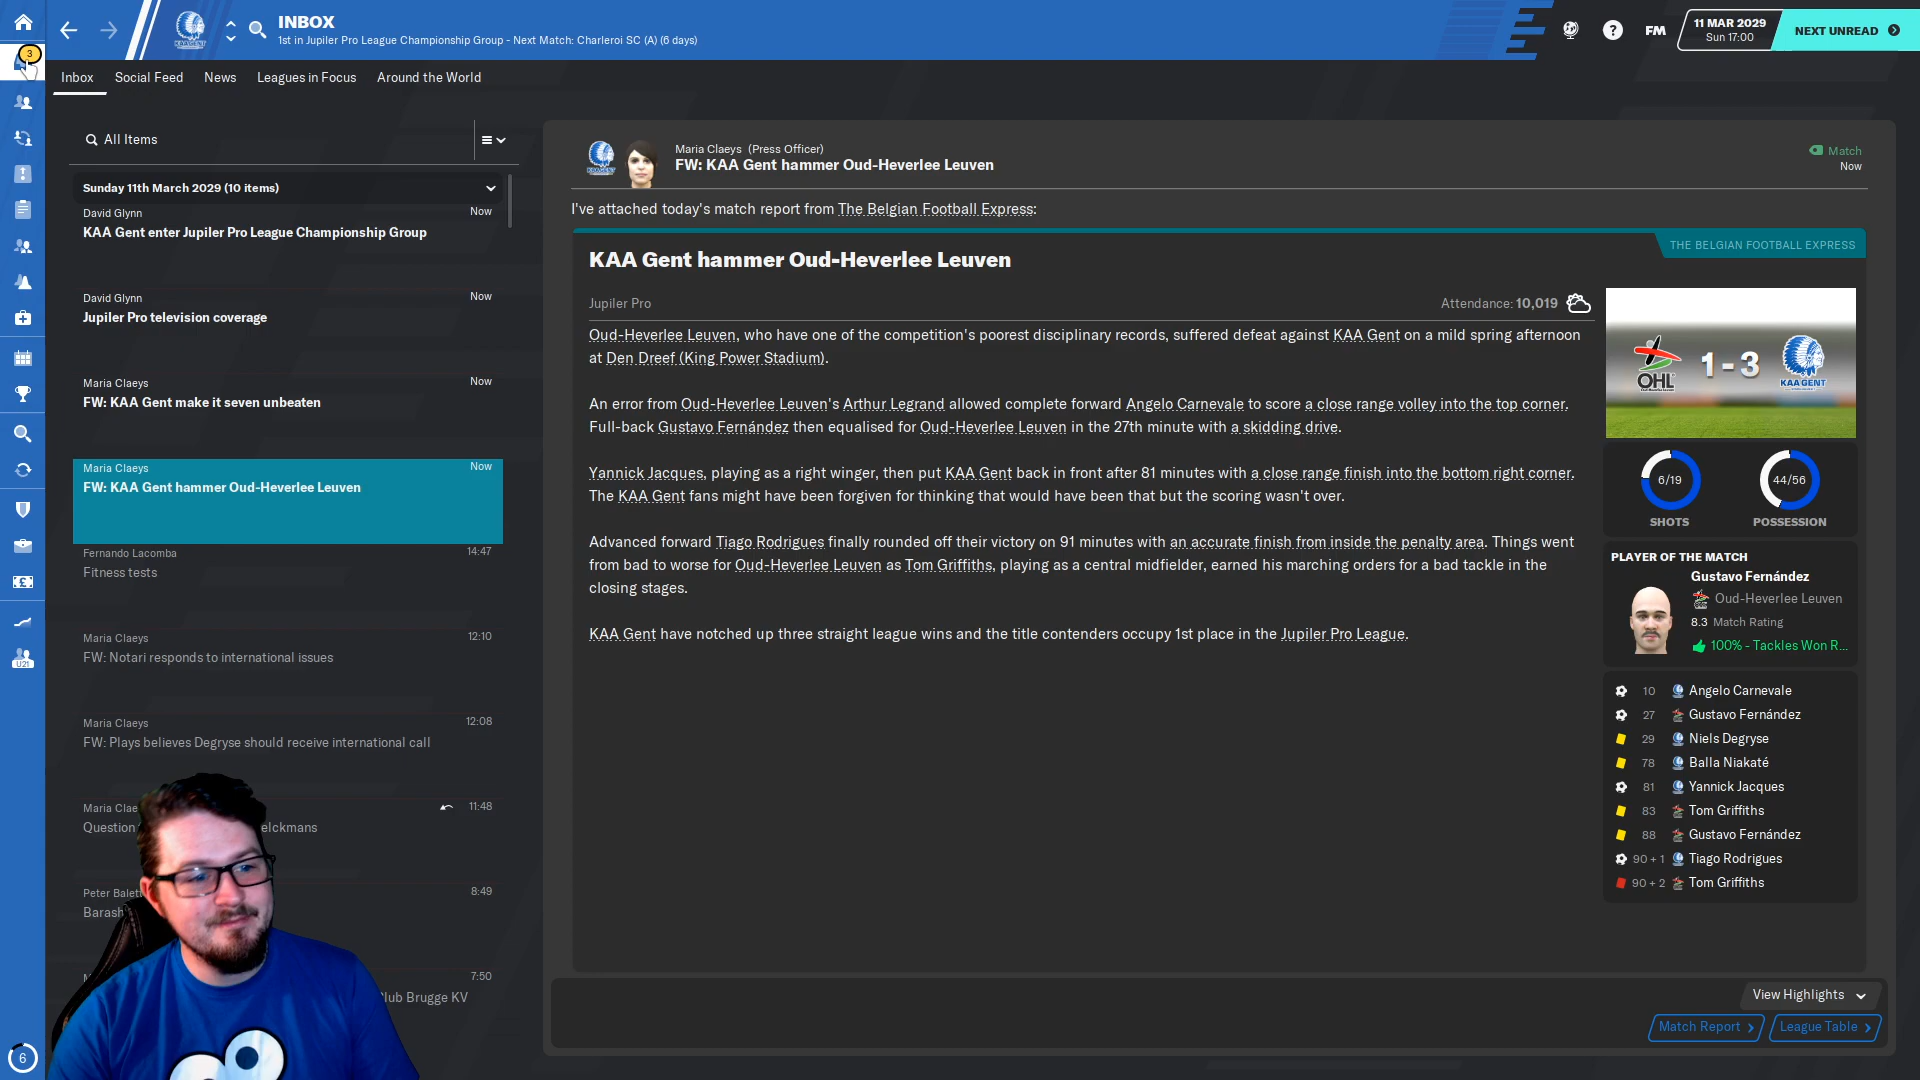 INBOX
1st in Jupiler Pro League Championship Group - Next Match: Charleroi SC (A) (6 days)
FM
11 MAR 2029
Sun 17:00
NEXT UNREAD
3
Inbox
Social Feed
News
Leagues in Focus
Around the World
All Items
Sunday 11th March 2029 (10 items)
David Glynn
Now
KAA Gent enter Jupiler Pro League Championship Group
David Glynn
Now
Jupiler Pro television coverage
Maria Claeys
Now
FW: KAA Gent make it seven unbeaten
Maria Claeys
Now
FW: KAA Gent hammer Oud-Heverlee Leuven
Fernando Lacomba
14:47
Fitness tests
Maria Claeys
12:10
FW: Notari responds to international issues
Maria Claeys
12:08
FW: Plays believes Degryse should receive international call
Maria Clae
11:48
Question
elckmans
Peter Balett
8:49
Barash
7:50
Club Brugge KV
U21
6
Maria Claeys (Press Officer)
FW: KAA Gent hammer Oud-Heverlee Leuven
Match
Now
I've attached today's match report from The Belgian Football Express:
THE BELGIAN FOOTBALL EXPRESS
KAA Gent hammer Oud-Heverlee Leuven
Jupiler Pro
Attendance: 10,019
Oud-Heverlee Leuven, who have one of the competition's poorest disciplinary records, suffered defeat against KAA Gent on a mild spring afternoon
at Den Dreef (King Power Stadium).
An error from Oud-Heverlee Leuven's Arthur Legrand allowed complete forward Angelo Carnevale to score a close range volley into the top corner.
Full-back Gustavo Fernández then equalised for Oud-Heverlee Leuven in the 27th minute with a skidding drive.
Yannick Jacques, playing as a right winger, then put KAA Gent back in front after 81 minutes with a close range finish into the bottom right corner.
The KAA Gent fans might have been forgiven for thinking that would have been that but the scoring wasn't over.
Advanced forward Tiago Rodrigues finally rounded off their victory on 91 minutes with an accurate finish from inside the penalty area. Things went
from bad to worse for Oud-Heverlee Leuven as Tom Griffiths, playing as a central midfielder, earned his marching orders for a bad tackle in the
closing stages.
KAA Gent have notched up three straight league wins and the title contenders occupy 1st place in the Jupiler Pro League.
OHL
1 - 3
KAA GENT
6/19
SHOTS
44/56
POSSESSION
PLAYER OF THE MATCH
Gustavo Fernández
Oud-Heverlee Leuven
8.3 Match Rating
100% - Tackles Won R...
10 Angelo Carnevale
27 Gustavo Fernández
29 Niels Degryse
78 Balla Niakaté
81 Yannick Jacques
83 Tom Griffiths
88 Gustavo Fernández
90 + 1 Tiago Rodrigues
90 + 2 Tom Griffiths
View Highlights
Match Report
League Table